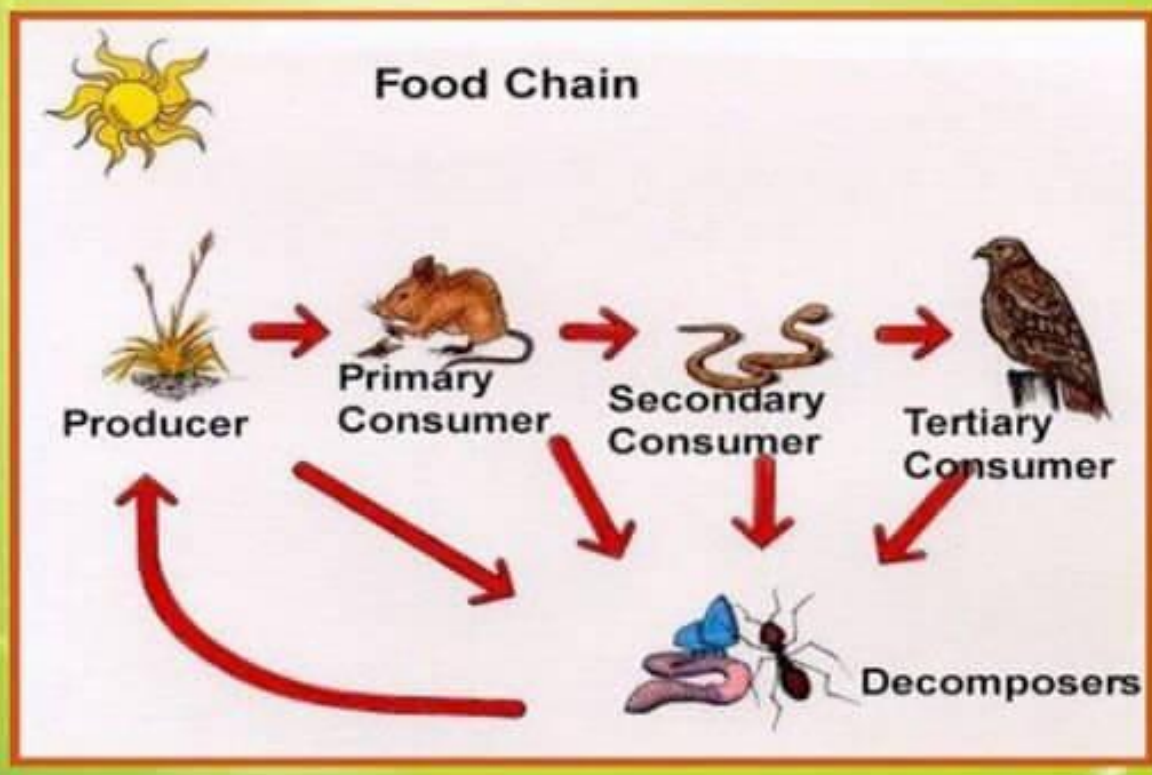 Food Chain
Producer
Primary
Consumer
Secondary
Consumer
Tertiary
Consumer
Decomposers